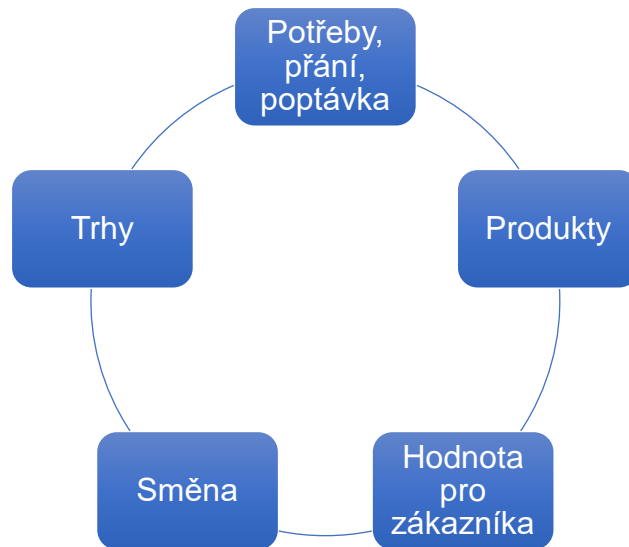 Potřeby,
přání,
poptávka
Produkty
Hodnota
pro
zákazníka
Směna
Trhy